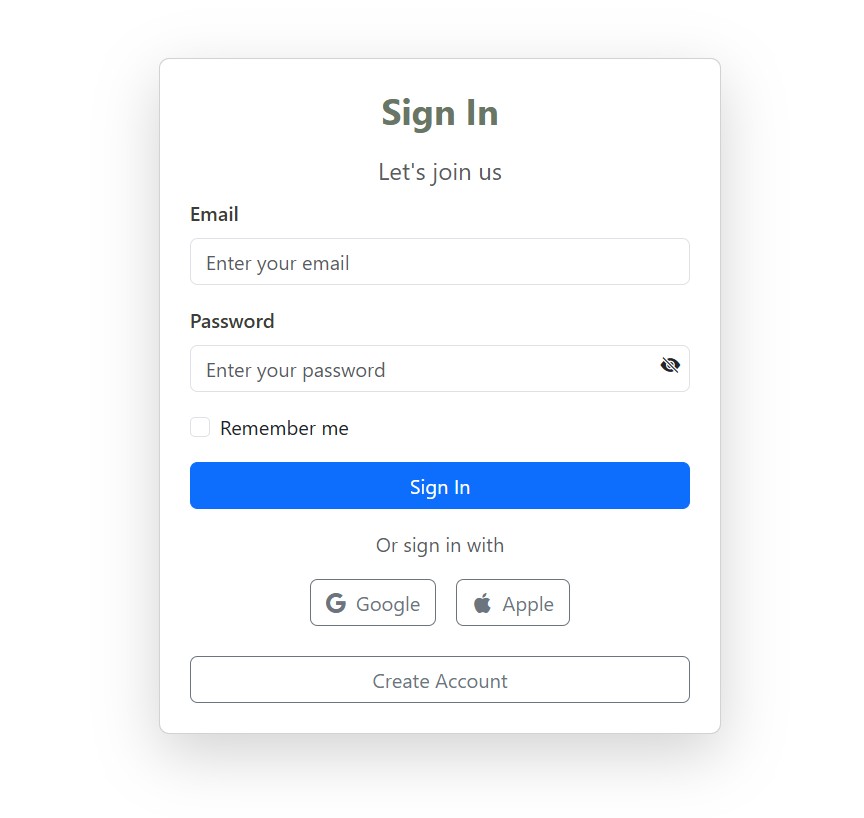 Sign In
Let's join us
Email
Enter your email
Password
Enter your password
Remember me
Sign In
Or sign in with
Google Apple
Create Account